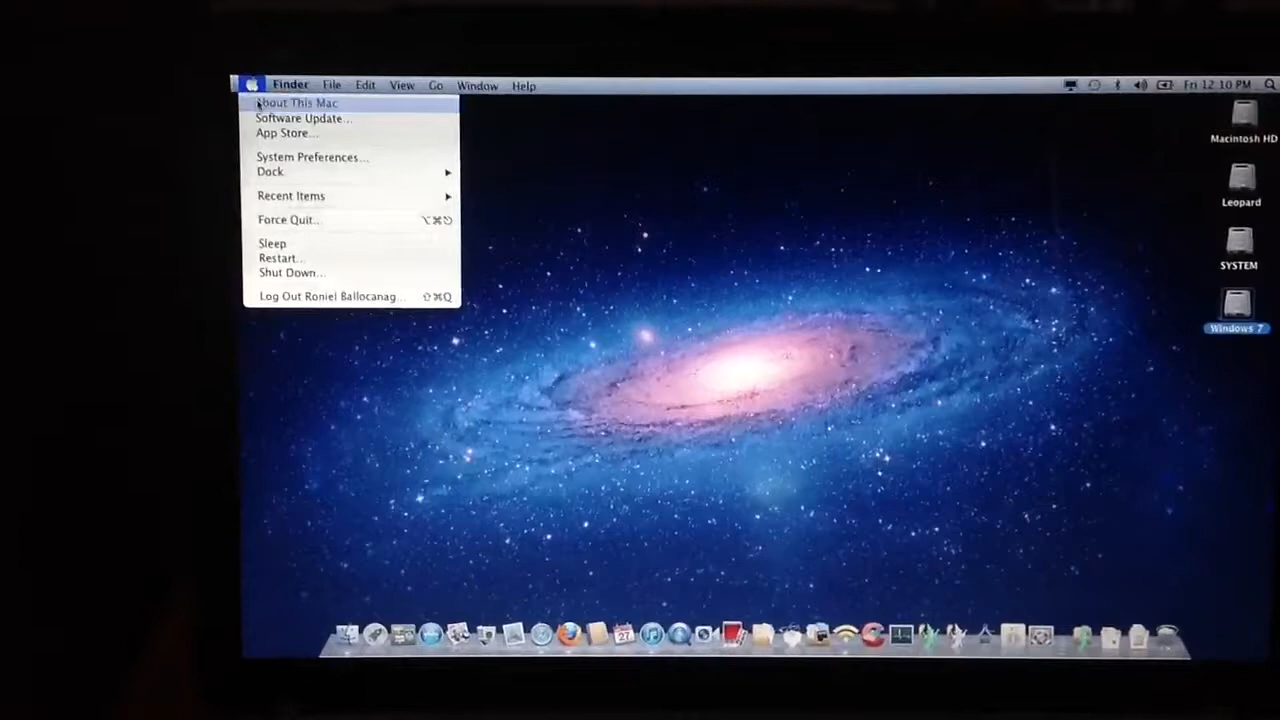 Finder File Edit View Go Window Help Fri 12:10 PM
About This Mac
Software Update...
App Store...
System Preferences...
Dock
Recent Items
Force Quit... ⌥⌘⎋
Sleep
Restart...
Shut Down...
Log Out Roniel Ballocanag... ⇧⌘Q
Macintosh HD
Leopard
SYSTEM
Windows 7
27